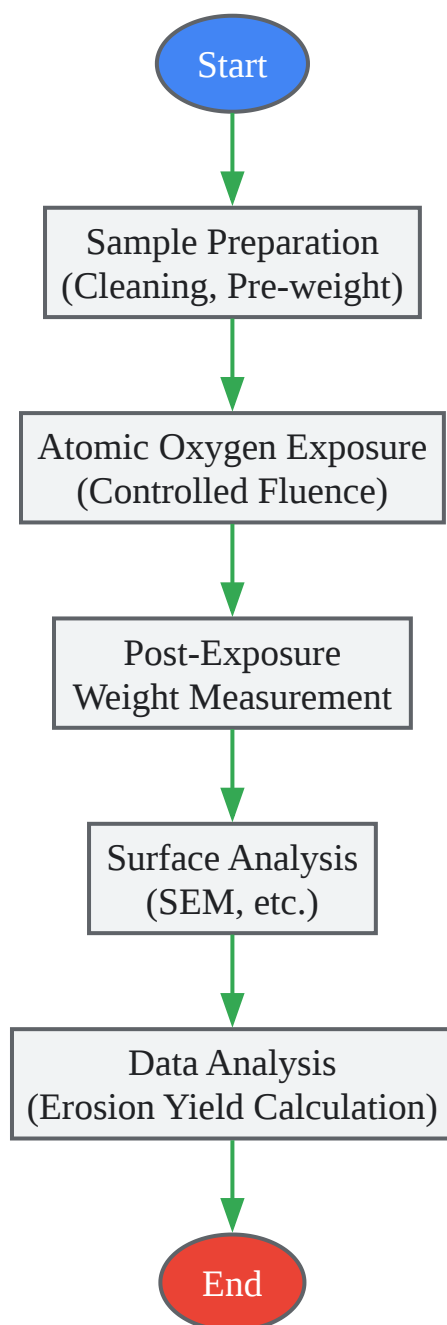 Start
Sample Preparation
(Cleaning, Pre-weight)
Atomic Oxygen Exposure
(Controlled Fluence)
Post-Exposure
Weight Measurement
Surface Analysis
(SEM, etc.)
Data Analysis
(Erosion Yield Calculation)
End